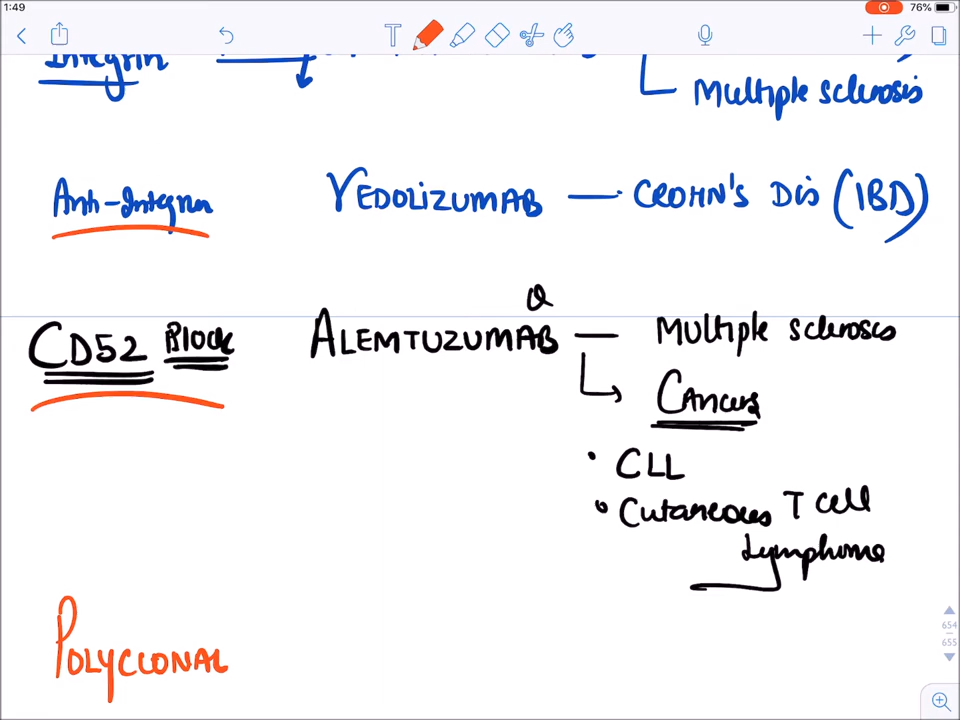 1:49
76%
T
Integrin
Multiple sclerosis
Anti-Integrin VEDOLIZUMAB — CROHN'S DIS (IBD)
Q
CD52 Block ALEMTUZUMAB — Multiple sclerosis
Cancers
• CLL
• Cutaneous T cell
Lymphoma
POLYCLONAL
654
655